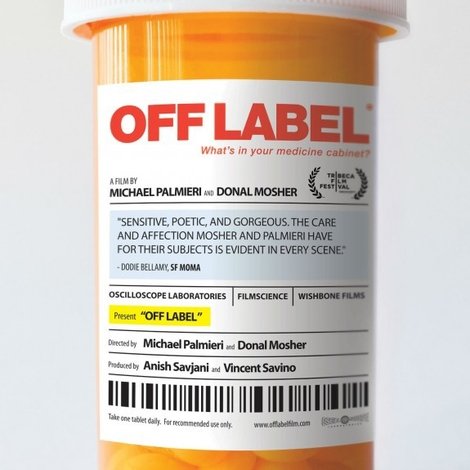 OFF LABEL
What's in your medicine cabinet?
A FILM BY
MICHAEL PALMIERI AND DONAL MOSHER
TRIBECA
FILM
FESTIVAL
"SENSITIVE, POETIC, AND GORGEOUS. THE CARE
AND AFFECTION MOSHER AND PALMIERI HAVE
FOR THEIR SUBJECTS IS EVIDENT IN EVERY SCENE."
- DODIE BELLAMY, SF MOMA
OSCILLOSCOPE LABORATORIES
FILMSCIENCE
WISHBONE FILMS
Present "OFF LABEL"
Directed by Michael Palmieri and Donal Mosher
Produced by Anish Savjani and Vincent Savino
Take one tablet daily. For recommended use only.
www.offlabelfilm.com